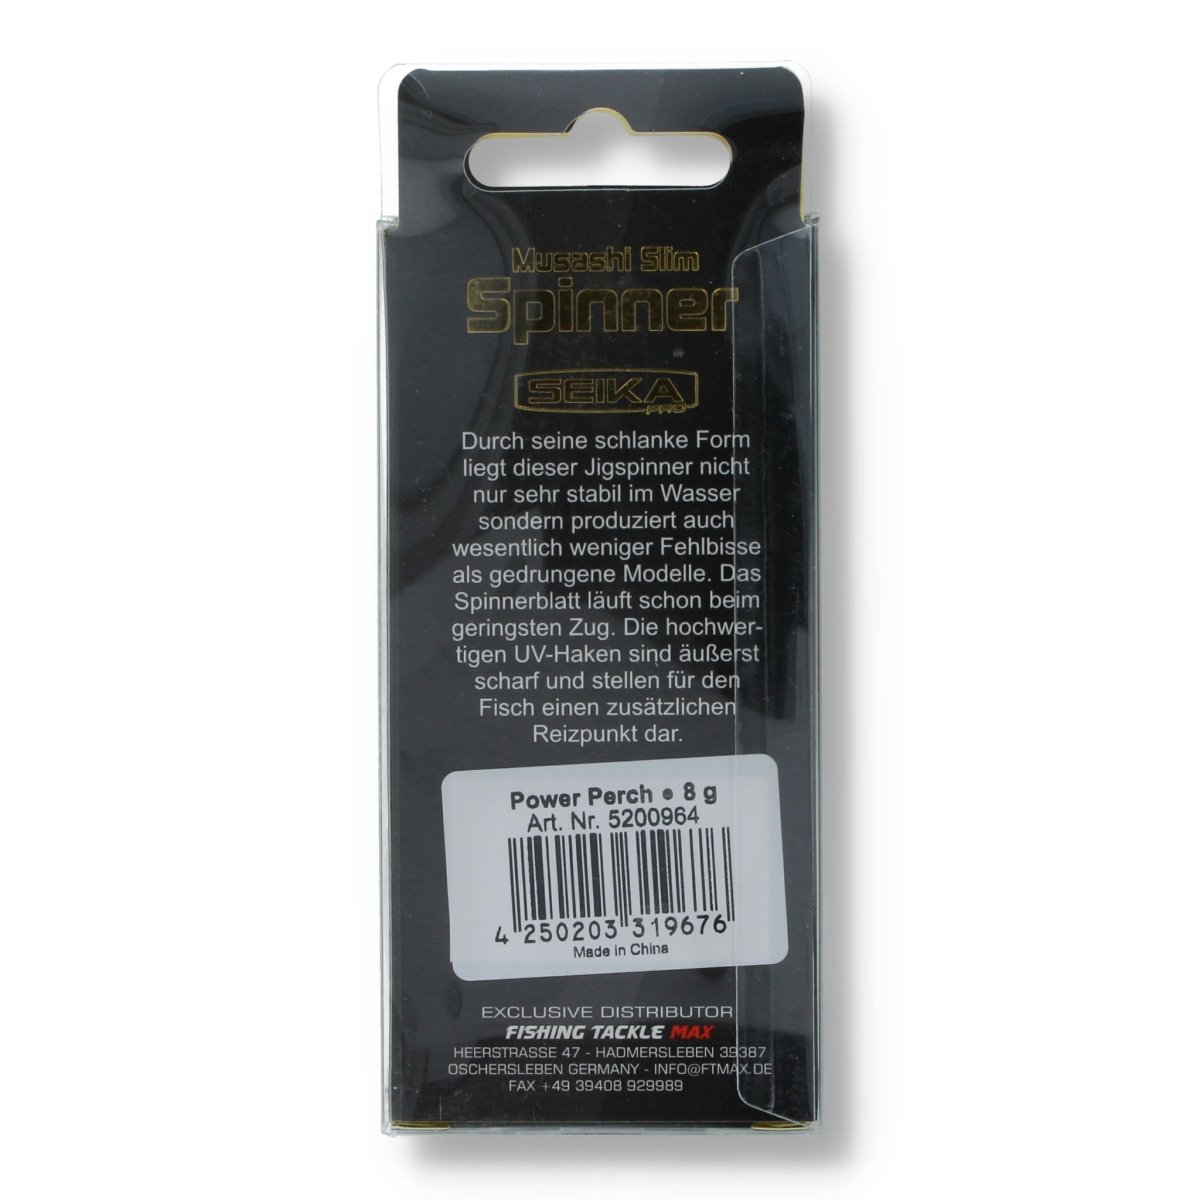 Musashi Slim
Spinner
SEIKA
PRO
Durch seine schlanke Form
liegt dieser Jigspinner nicht
nur sehr stabil im Wasser
sondern produziert auch
wesentlich weniger Fehlbisse
als gedrungene Modelle. Das
Spinnerblatt läuft schon beim
geringsten Zug. Die hochwer-
tigen UV-Haken sind äußerst
scharf und stellen für den
Fisch einen zusätzlichen
Reizpunkt dar.
Power Perch ● 8 g
Art. Nr. 5200964
4 250203 319676
Made in China
EXCLUSIVE DISTRIBUTOR
FISHING TACKLE MAX
HEERSTRASSE 47 - HADMERSLEBEN 39387
OSCHERSLEBEN GERMANY - INFO@FTMAX.DE
FAX +49 39408 929989